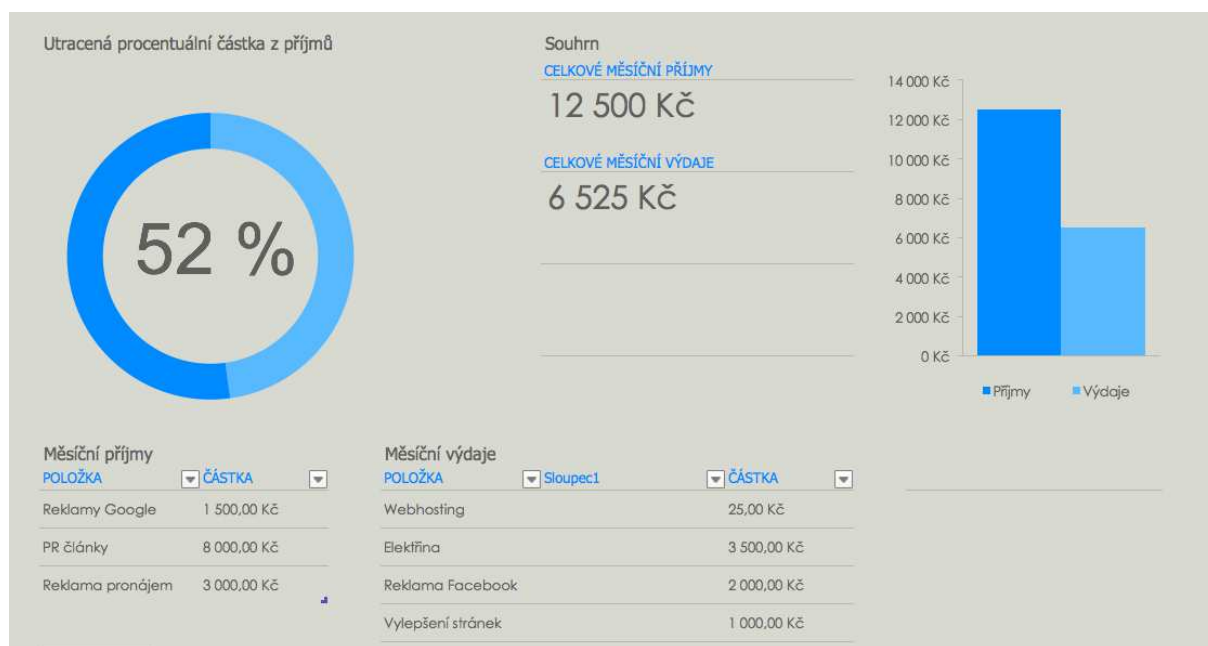 Utracená procentuální částka z příjmů
52 %
Souhrn
CELKOVÉ MĚSÍČNÍ PŘÍJMY
12 500 Kč
CELKOVÉ MĚSÍČNÍ VÝDAJE
6 525 Kč
14 000 Kč
12 000 Kč
10 000 Kč
8 000 Kč
6 000 Kč
4 000 Kč
2 000 Kč
0 Kč
Příjmy Výdaje
Měsíční příjmy
POLOŽKA ČÁSTKA
Reklamy Google 1 500,00 Kč
PR články 8 000,00 Kč
Reklama pronájem 3 000,00 Kč
Měsíční výdaje
POLOŽKA Sloupec1 ČÁSTKA
Webhosting 25,00 Kč
Elektřina 3 500,00 Kč
Reklama Facebook 2 000,00 Kč
Vylepšení stránek 1 000,00 Kč